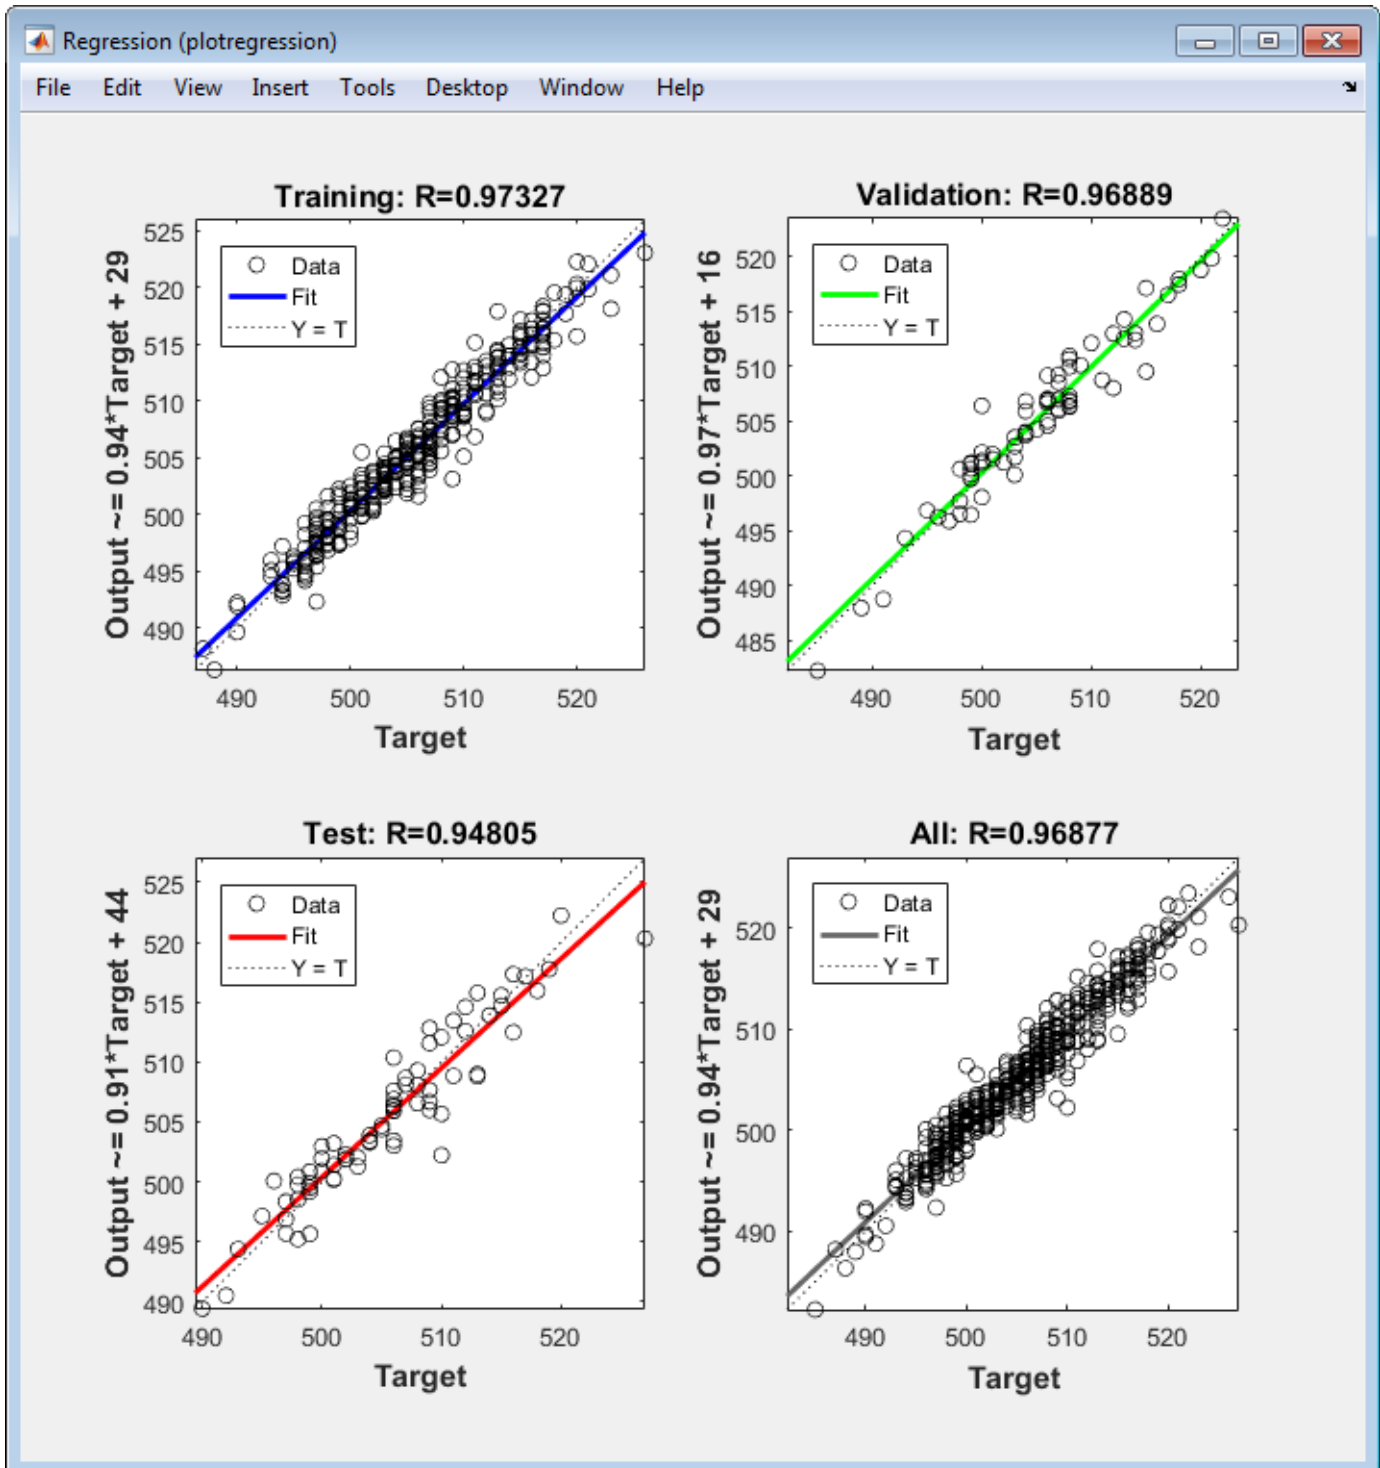 Regression (plotregression)
File Edit View Insert Tools Desktop Window Help
Training: R=0.97327
Output ~= 0.94*Target + 29
525
520
515
510
505
500
495
490
Data
Fit
Y = T
490 500 510 520
Target
Validation: R=0.96889
Output ~= 0.97*Target + 16
520
515
510
505
500
495
490
485
Data
Fit
Y = T
490 500 510 520
Target
Test: R=0.94805
Output ~= 0.91*Target + 44
525
520
515
510
505
500
495
490
Data
Fit
Y = T
490 500 510 520
Target
All: R=0.96877
Output ~= 0.94*Target + 29
520
510
500
490
Data
Fit
Y = T
490 500 510 520
Target